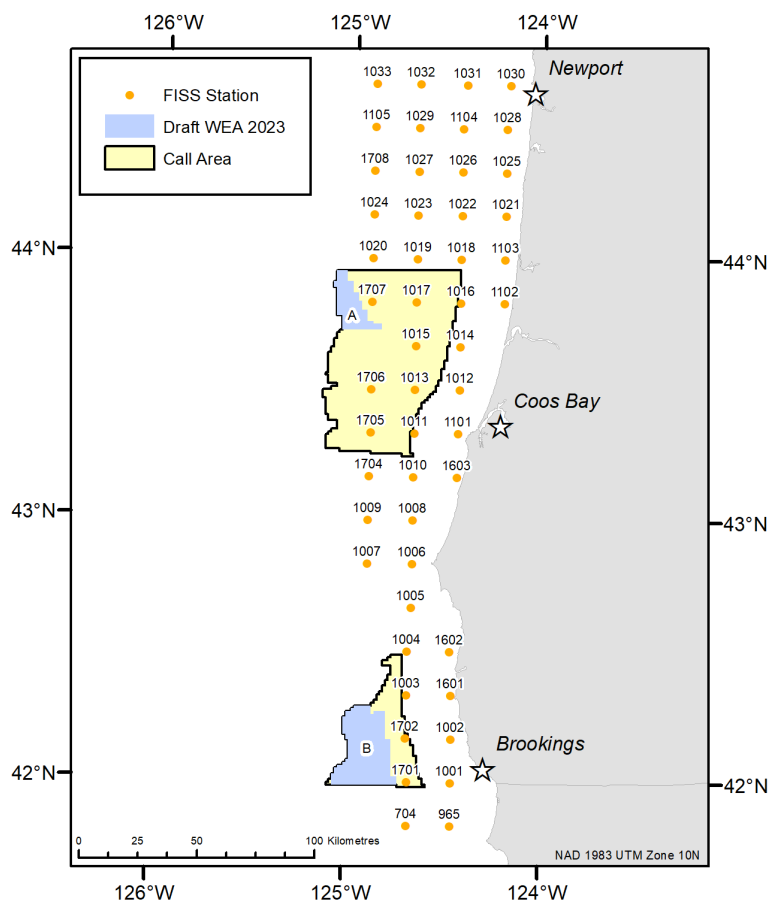 126°W 125°W 124°W
Newport
FISS Station
Draft WEA 2023
Call Area
1033 1032 1031 1030
1105 1029 1104 1028
1708 1027 1026 1025
1024 1023 1022 1021
44°N 44°N
1020 1019 1018 1103
1707 1017 1016 1102
A
1015 1014
1706 1013 1012
Coos Bay
1705 1011 1101
1704 1010 1603
43°N 43°N
1009 1008
1007 1006
1005
1004 1602
1003 1601
1702 1002
B
Brookings
42°N 42°N
1701 1001
704 965
0 25 50 100 Kilometres
NAD 1983 UTM Zone 10N
126°W 125°W 124°W